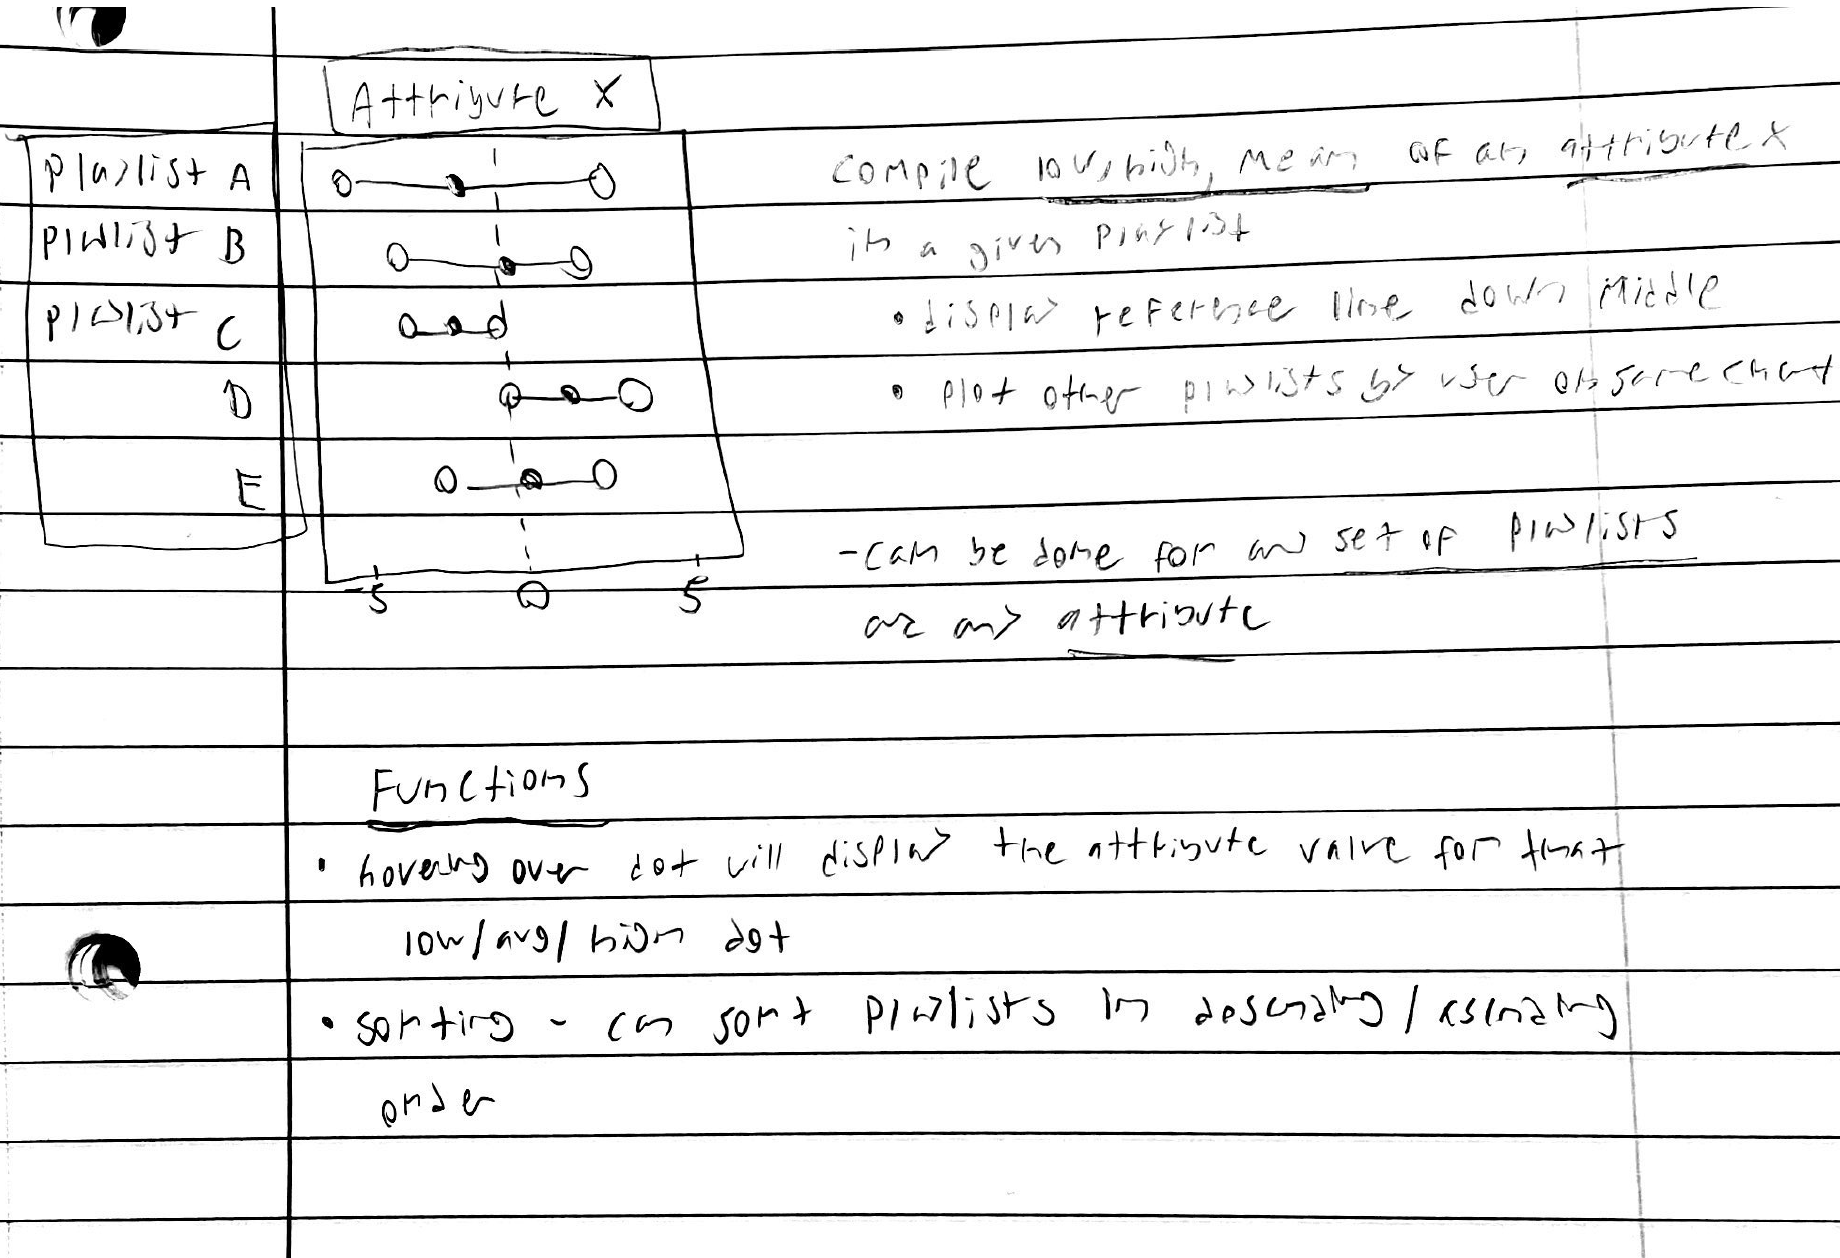 Attribute X
Playlist A
Playlist B
Playlist C
D
E
-5 0 5
compile low, high, mean of an attribute X
in a given Playlist
• display reference line down middle
• plot other playlists by user on same chart
- can be done for any set of playlists
or any attribute
Functions
• hovering over dot will display the attribute value for that
low/avg/high dot
• sorting - can sort playlists in descending/ascending
order